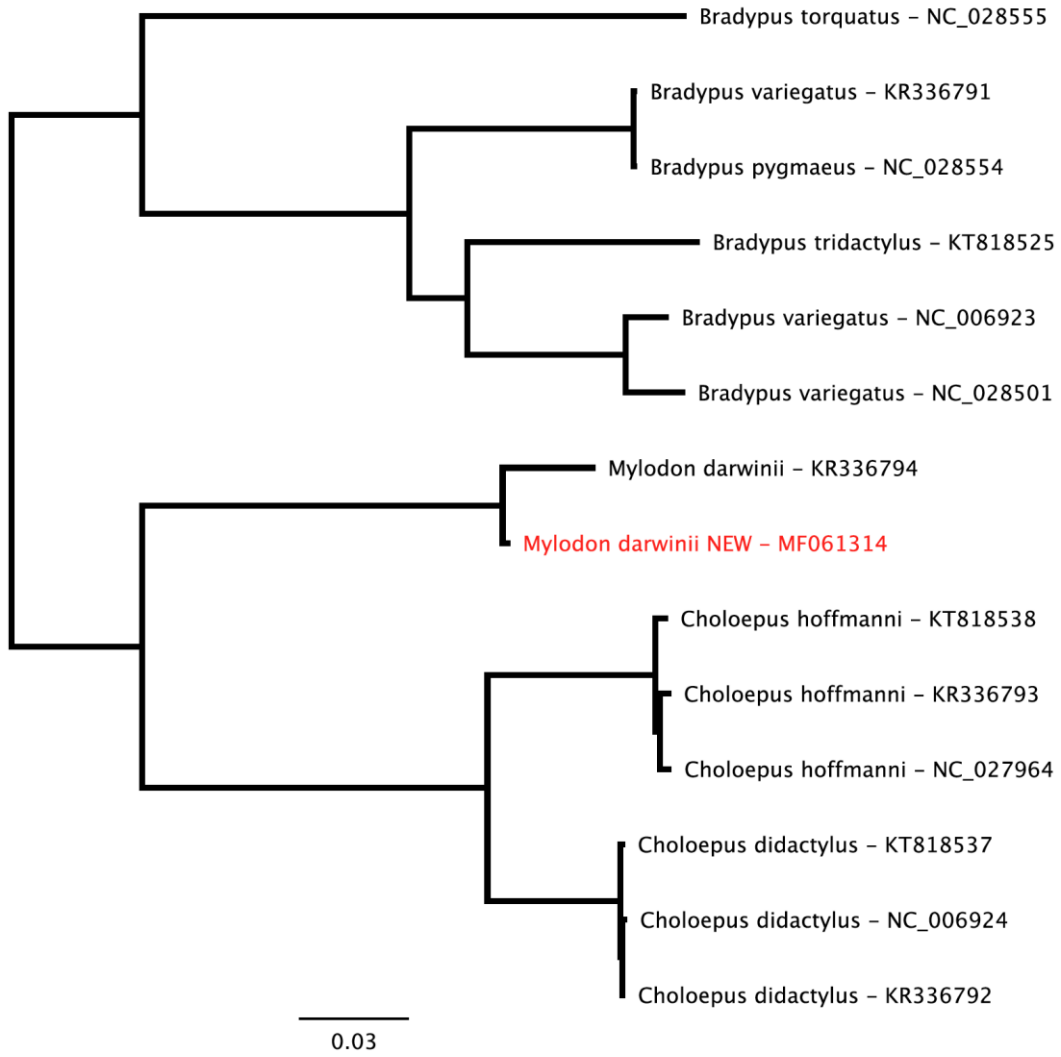 Bradypus torquatus – NC_028555
Bradypus variegatus – KR336791
Bradypus pygmaeus – NC_028554
Bradypus tridactylus – KT818525
Bradypus variegatus – NC_006923
Bradypus variegatus – NC_028501
Mylodon darwinii – KR336794
Mylodon darwinii NEW – MF061314
Choloepus hoffmanni – KT818538
Choloepus hoffmanni – KR336793
Choloepus hoffmanni – NC_027964
Choloepus didactylus – KT818537
Choloepus didactylus – NC_006924
Choloepus didactylus – KR336792
0.03